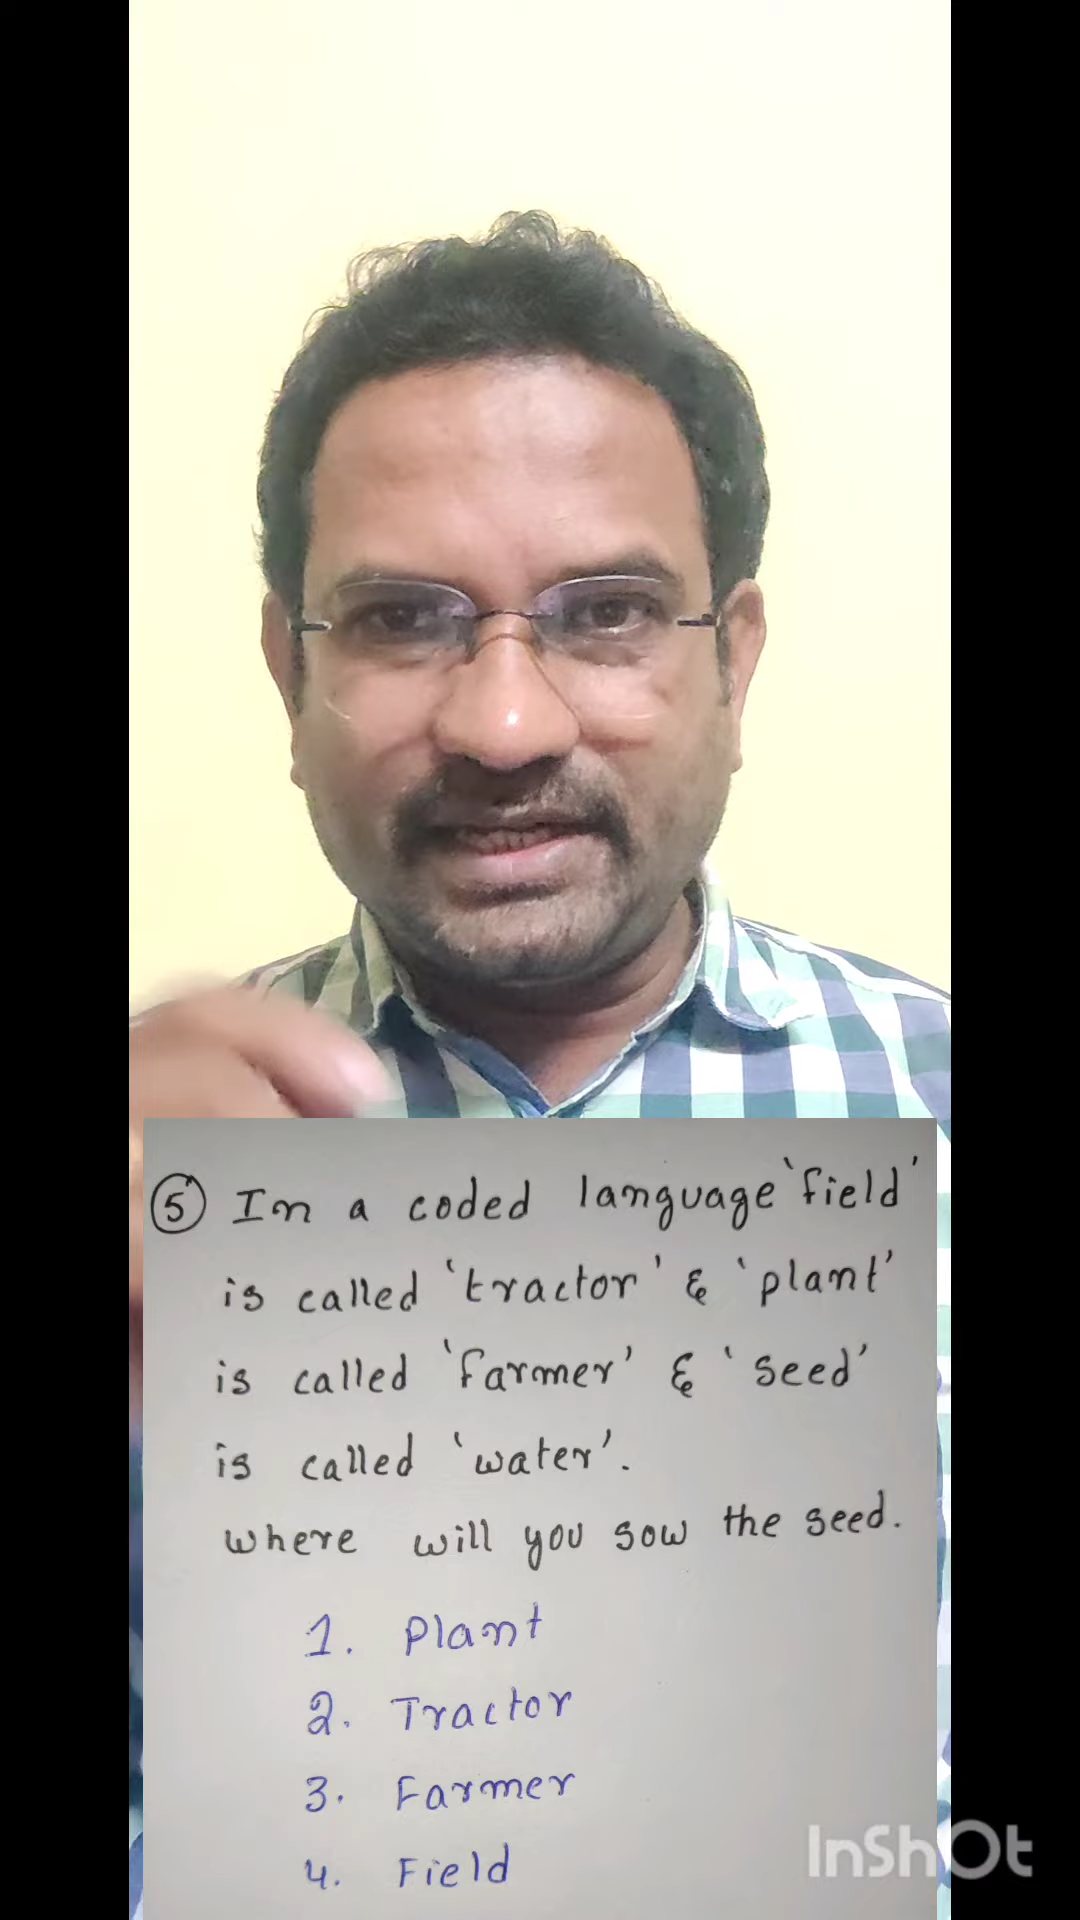 5 In a coded language 'field'
is called 'tractor' & 'plant'
is called 'farmer' & 'seed'
is called 'water'.
where will you sow the seed.
1. Plant
2. Tractor
3. Farmer
4. Field
InShOt